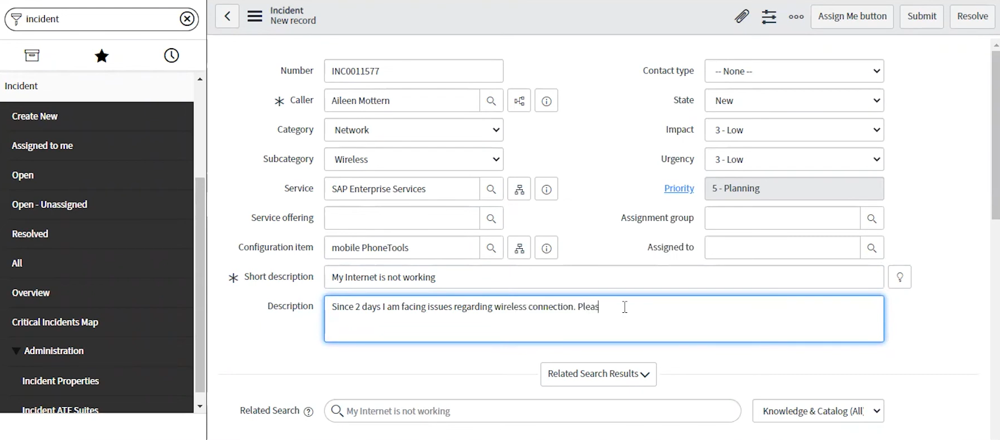 incident
Incident
Create New
Assigned to me
Open
Open - Unassigned
Resolved
All
Overview
Critical Incidents Map
Administration
Incident Properties
Incident ATF Suites
Incident
New record
Assign Me button
Submit
Resolve
Number INC0011577
Caller Aileen Mottern
Category Network
Subcategory Wireless
Service SAP Enterprise Services
Service offering
Configuration item mobile PhoneTools
Contact type -- None --
State New
Impact 3 - Low
Urgency 3 - Low
Priority 5 - Planning
Assignment group
Assigned to
Short description My Internet is not working
Description Since 2 days I am facing issues regarding wireless connection. Pleas
Related Search Results
Related Search My Internet is not working Knowledge & Catalog (All